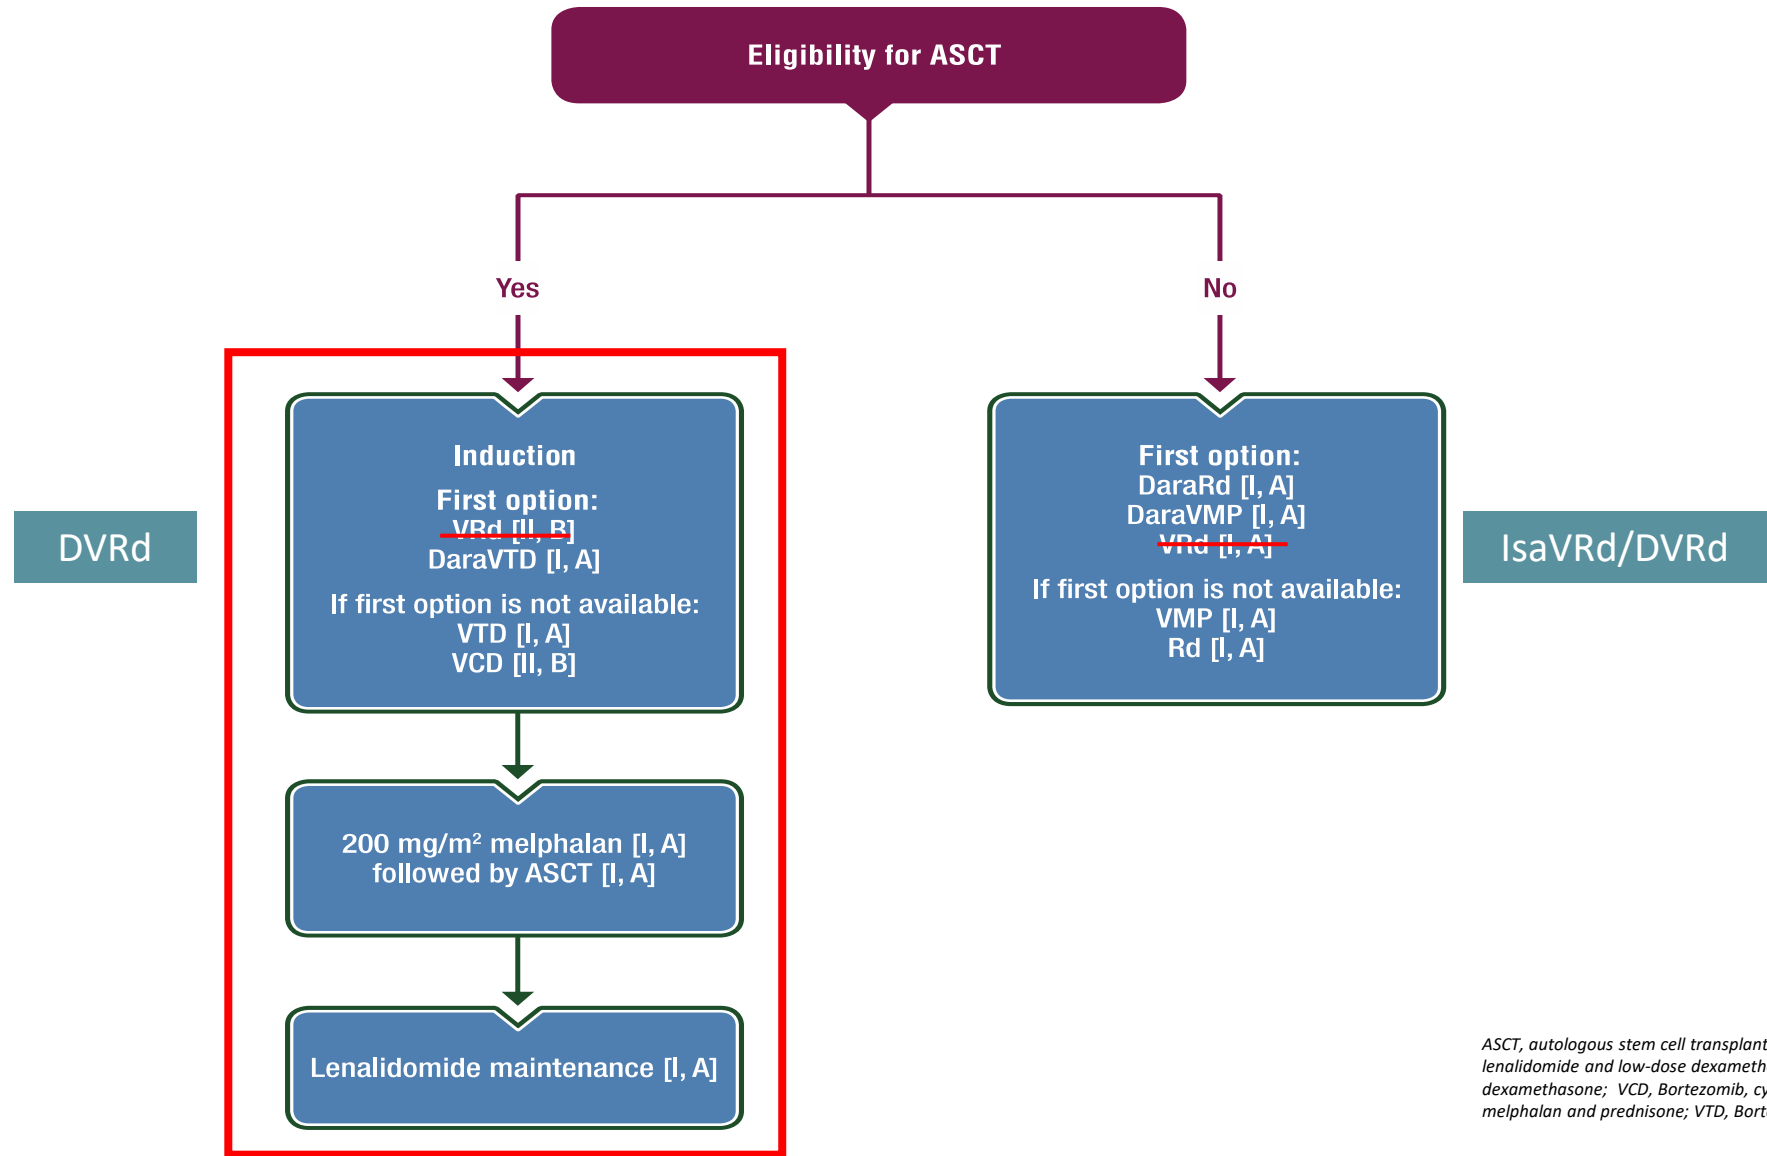 Eligibility for ASCT
Yes
No
DVRd
Induction
First option:
VRd [II, B]
DaraVTD [I, A]
If first option is not available:
VTD [I, A]
VCD [II, B]
200 mg/m² melphalan [I, A]
followed by ASCT [I, A]
Lenalidomide maintenance [I, A]
First option:
DaraRd [I, A]
DaraVMP [I, A]
VRd [I, A]
If first option is not available:
VMP [I, A]
Rd [I, A]
IsaVRd/DVRd
ASCT, autologous stem cell transplant
lenalidomide and low-dose dexameth
dexamethasone; VCD, Bortezomib, cy
melphalan and prednisone; VTD, Bort